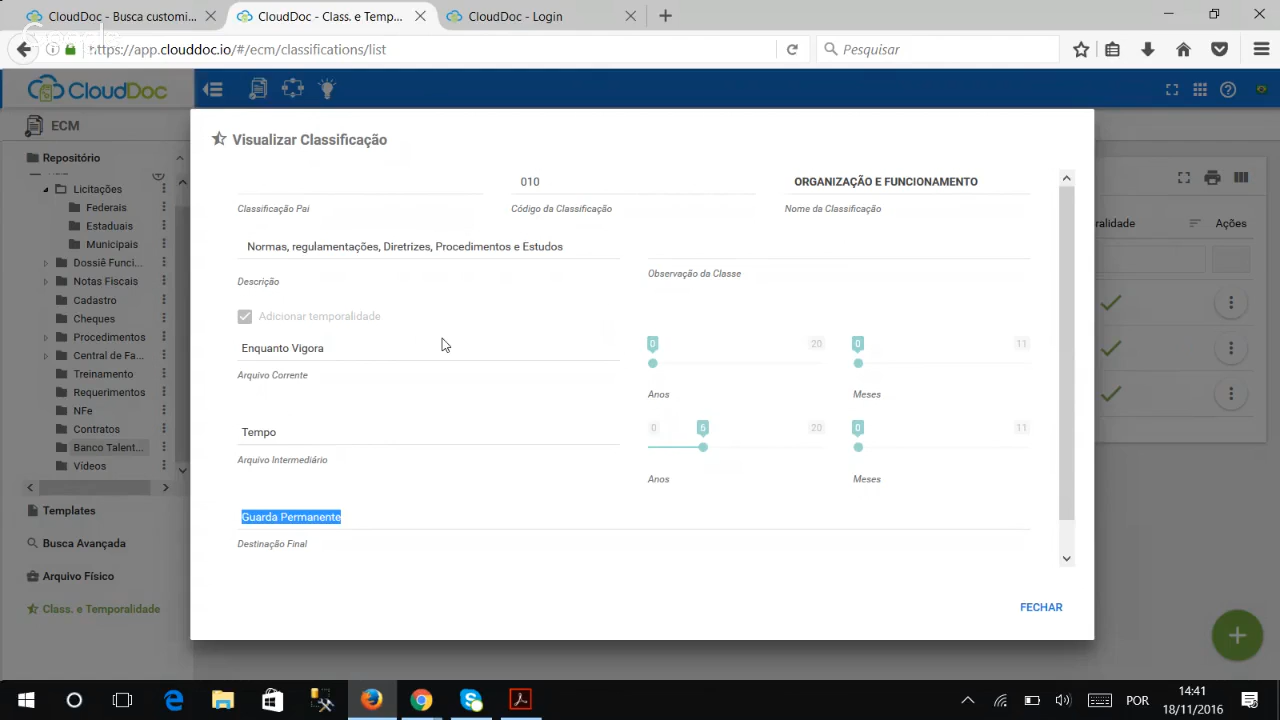 CloudDoc - Busca customi...
CloudDoc - Class. e Temp...
CloudDoc - Login
Google
https://app.clouddoc.io/#/ecm/classifications/list
Pesquisar
CloudDoc
ECM
Repositório
Licitações
Federais
Estaduais
Municipais
Dossiê Funci...
Notas Fiscais
Cadastro
Cheques
Procedimentos
Central de Fa...
Treinamento
Requerimentos
NFe
Contratos
Banco Talent...
Vídeos
Templates
Busca Avançada
Arquivo Físico
Class. e Temporalidade
Visualizar Classificação
010
ORGANIZAÇÃO E FUNCIONAMENTO
Classificação Pai
Código da Classificação
Nome da Classificação
Normas, regulamentações, Diretrizes, Procedimentos e Estudos
Descrição
Observação da Classe
Adicionar temporalidade
Enquanto Vigora
0 20 0 11
Arquivo Corrente
Anos
Meses
Tempo
0 6 20 0 11
Arquivo Intermediário
Anos
Meses
Guarda Permanente
Destinação Final
FECHAR
ralidade
Ações
POR
14:41
18/11/2016